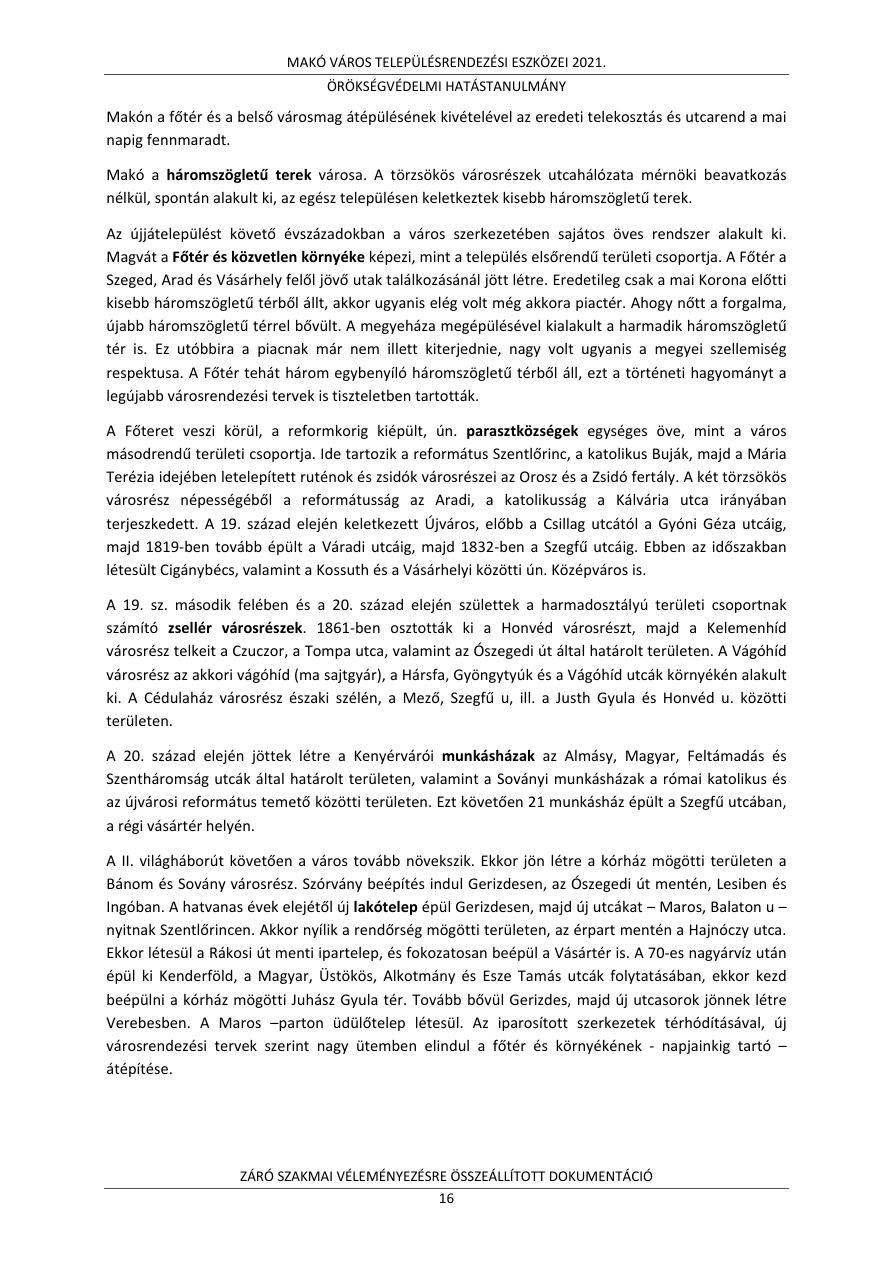 MAKÓ VÁROS TELEPÜLÉSRENDEZÉSI ESZKÖZEI 2021.
ÖRÖKSÉGVÉDELMI HATÁSTANULMÁNY
Makón a főtér és a belső városmag átépülésének kivételével az eredeti telekosztás és utcarend a mai
napig fennmaradt.
Makó a háromszögletű terek városa. A törzsökös városrészek utcahálózata mérnöki beavatkozás
nélkül, spontán alakult ki, az egész településen keletkeztek kisebb háromszögletű terek.
Az újjátelepülést követő évszázadokban a város szerkezetében sajátos öves rendszer alakult ki.
Magvát a Főtér és közvetlen környéke képezi, mint a település elsőrendű területi csoportja. A Főtér a
Szeged, Arad és Vásárhely felől jövő utak találkozásánál jött létre. Eredetileg csak a mai Korona előtti
kisebb háromszögletű térből állt, akkor ugyanis elég volt még akkora piactér. Ahogy nőtt a forgalma,
újabb háromszögletű térrel bővült. A megyeháza megépülésével kialakult a harmadik háromszögletű
tér is. Ez utóbbira a piacnak már nem illett kiterjednie, nagy volt ugyanis a megyei szellemiség
respektusa. A Főtér tehát három egybenyíló háromszögletű térből áll, ezt a történeti hagyományt a
legújabb városrendezési tervek is tiszteletben tartották.
A Főteret veszi körül, a reformkorig kiépült, ún. parasztközségek egységes öve, mint a város
másodrendű területi csoportja. Ide tartozik a református Szentlőrinc, a katolikus Buják, majd a Mária
Terézia idejében letelepített ruténok és zsidók városrészei az Orosz és a Zsidó fertály. A két törzsökös
városrész népességéből a reformátusság az Aradi, a katolikusság a Kálvária utca irányában
terjeszkedett. A 19. század elején keletkezett Újváros, előbb a Csillag utcától a Gyóni Géza utcáig,
majd 1819-ben tovább épült a Váradi utcáig, majd 1832-ben a Szegfű utcáig. Ebben az időszakban
létesült Cigánybécs, valamint a Kossuth és a Vásárhelyi közötti ún. Középváros is.
A 19. sz. második felében és a 20. század elején születtek a harmadosztályú területi csoportnak
számító zsellér városrészek. 1861-ben osztották ki a Honvéd városrészt, majd a Kelemenhíd
városrész telkeit a Czuczor, a Tompa utca, valamint az Ószegedi út által határolt területen. A Vágóhíd
városrész az akkori vágóhíd (ma sajtgyár), a Hársfa, Gyöngytyúk és a Vágóhíd utcák környékén alakult
ki. A Cédulaház városrész északi szélén, a Mező, Szegfű u, ill. a Justh Gyula és Honvéd u. közötti
területen.
A 20. század elején jöttek létre a Kenyérvárói munkásházak az Almásy, Magyar, Feltámadás és
Szentháromság utcák által határolt területen, valamint a Soványi munkásházak a római katolikus és
az újvárosi református temető közötti területen. Ezt követően 21 munkásház épült a Szegfű utcában,
a régi vásártér helyén.
A II. világháborút követően a város tovább növekszik. Ekkor jön létre a kórház mögötti területen a
Bánom és Sovány városrész. Szórvány beépítés indul Gerizdesen, az Ószegedi út mentén, Lesiben és
Ingóban. A hatvanas évek elejétől új lakótelep épül Gerizdesen, majd új utcákat – Maros, Balaton u –
nyitnak Szentlőrincen. Akkor nyílik a rendőrség mögötti területen, az érpart mentén a Hajnóczy utca.
Ekkor létesül a Rákosi út menti ipartelep, és fokozatosan beépül a Vásártér is. A 70-es nagyárvíz után
épül ki Kenderföld, a Magyar, Üstökös, Alkotmány és Esze Tamás utcák folytatásában, ekkor kezd
beépülni a kórház mögötti Juhász Gyula tér. Tovább bővül Gerizdes, majd új utcasorok jönnek létre
Verebesben. A Maros –parton üdülőtelep létesül. Az iparosított szerkezetek térhódításával, új
városrendezési tervek szerint nagy ütemben elindul a főtér és környékének - napjainkig tartó –
átépítése.
ZÁRÓ SZAKMAI VÉLEMÉNYEZÉSRE ÖSSZEÁLLÍTOTT DOKUMENTÁCIÓ
16